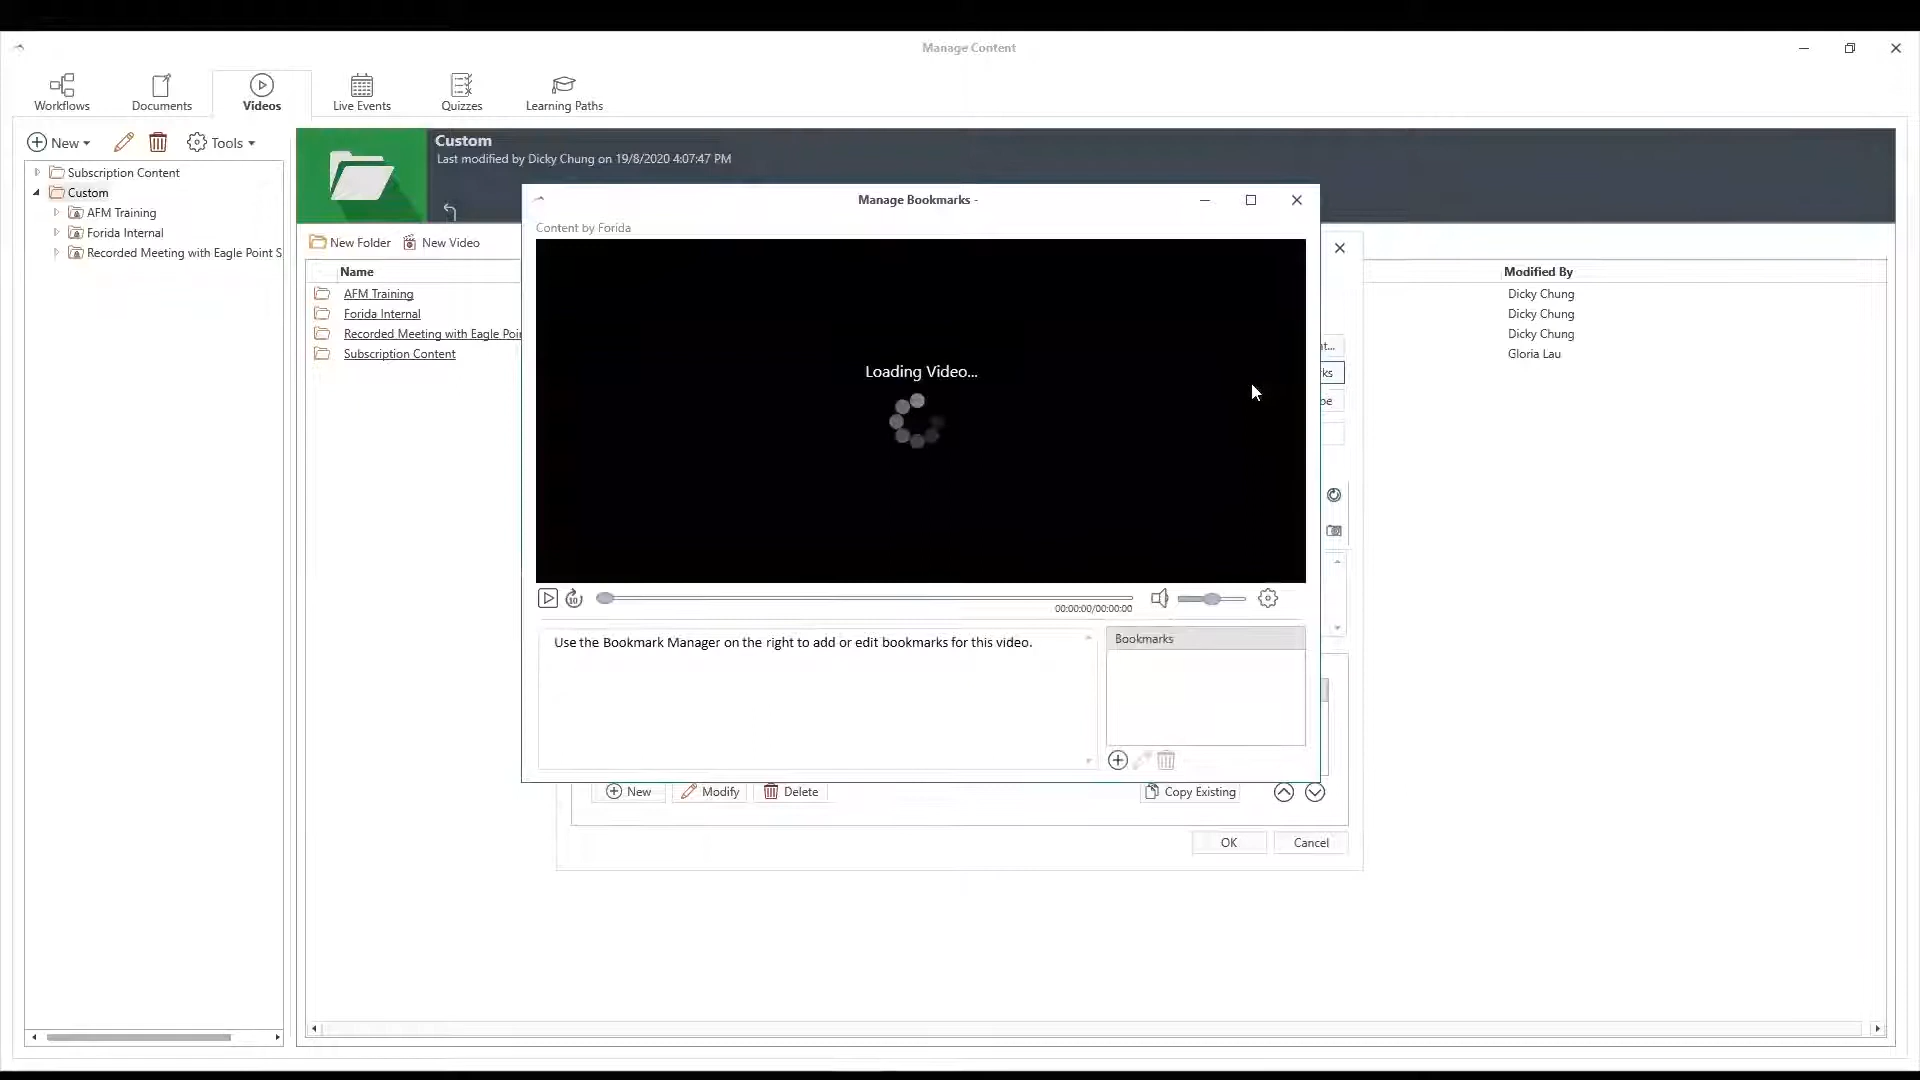 Manage Content
Workflows
Documents
Videos
Live Events
Quizzes
Learning Paths
New
Tools
Subscription Content
Custom
AFM Training
Forida Internal
Recorded Meeting with Eagle Point S
Custom
Last modified by Dicky Chung on 19/8/2020 4:07:47 PM
New Folder
New Video
Name
Modified By
AFM Training
Dicky Chung
Forida Internal
Dicky Chung
Recorded Meeting with Eagle Poi
Dicky Chung
Subscription Content
Gloria Lau
Manage Bookmarks -
Content by Forida
Loading Video...
10
00:00:00/00:00:00
Use the Bookmark Manager on the right to add or edit bookmarks for this video.
Bookmarks
New
Modify
Delete
Copy Existing
OK
Cancel